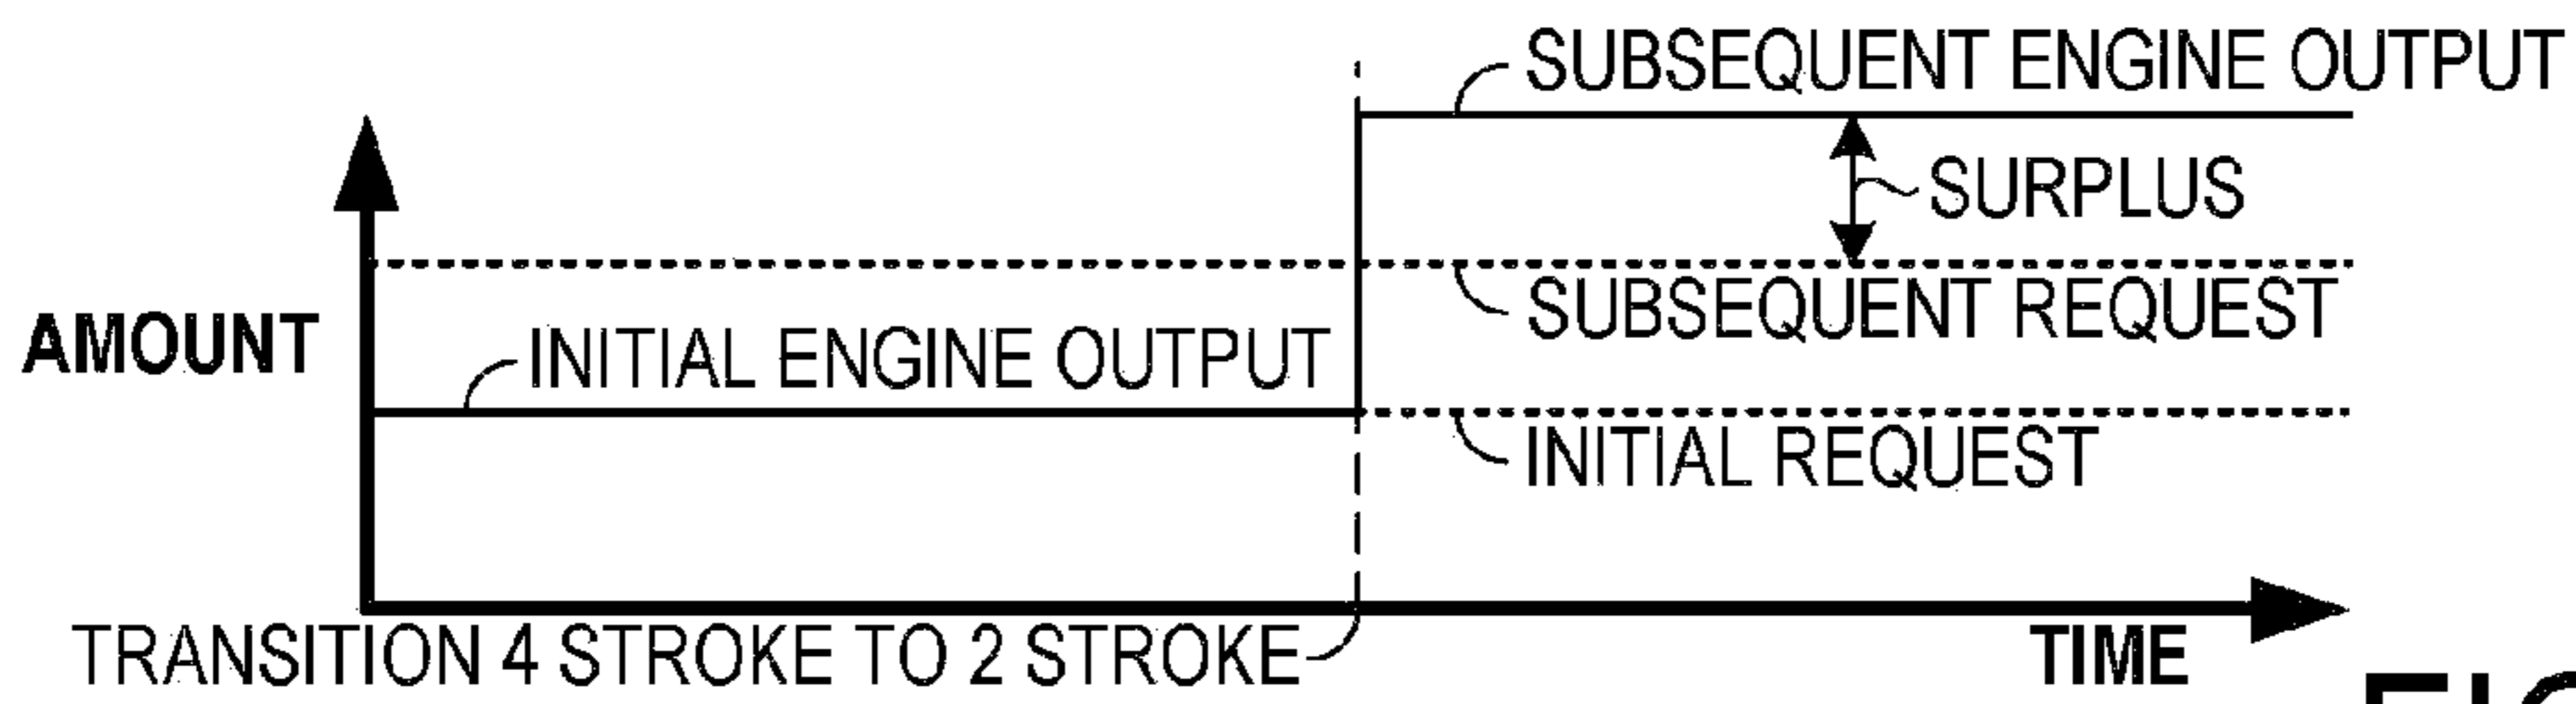 SUBSEQUENT ENGINE OUTPUT
SURPLUS
SUBSEQUENT REQUEST
AMOUNT
INITIAL ENGINE OUTPUT
INITIAL REQUEST
TRANSITION 4 STROKE TO 2 STROKE
TIME